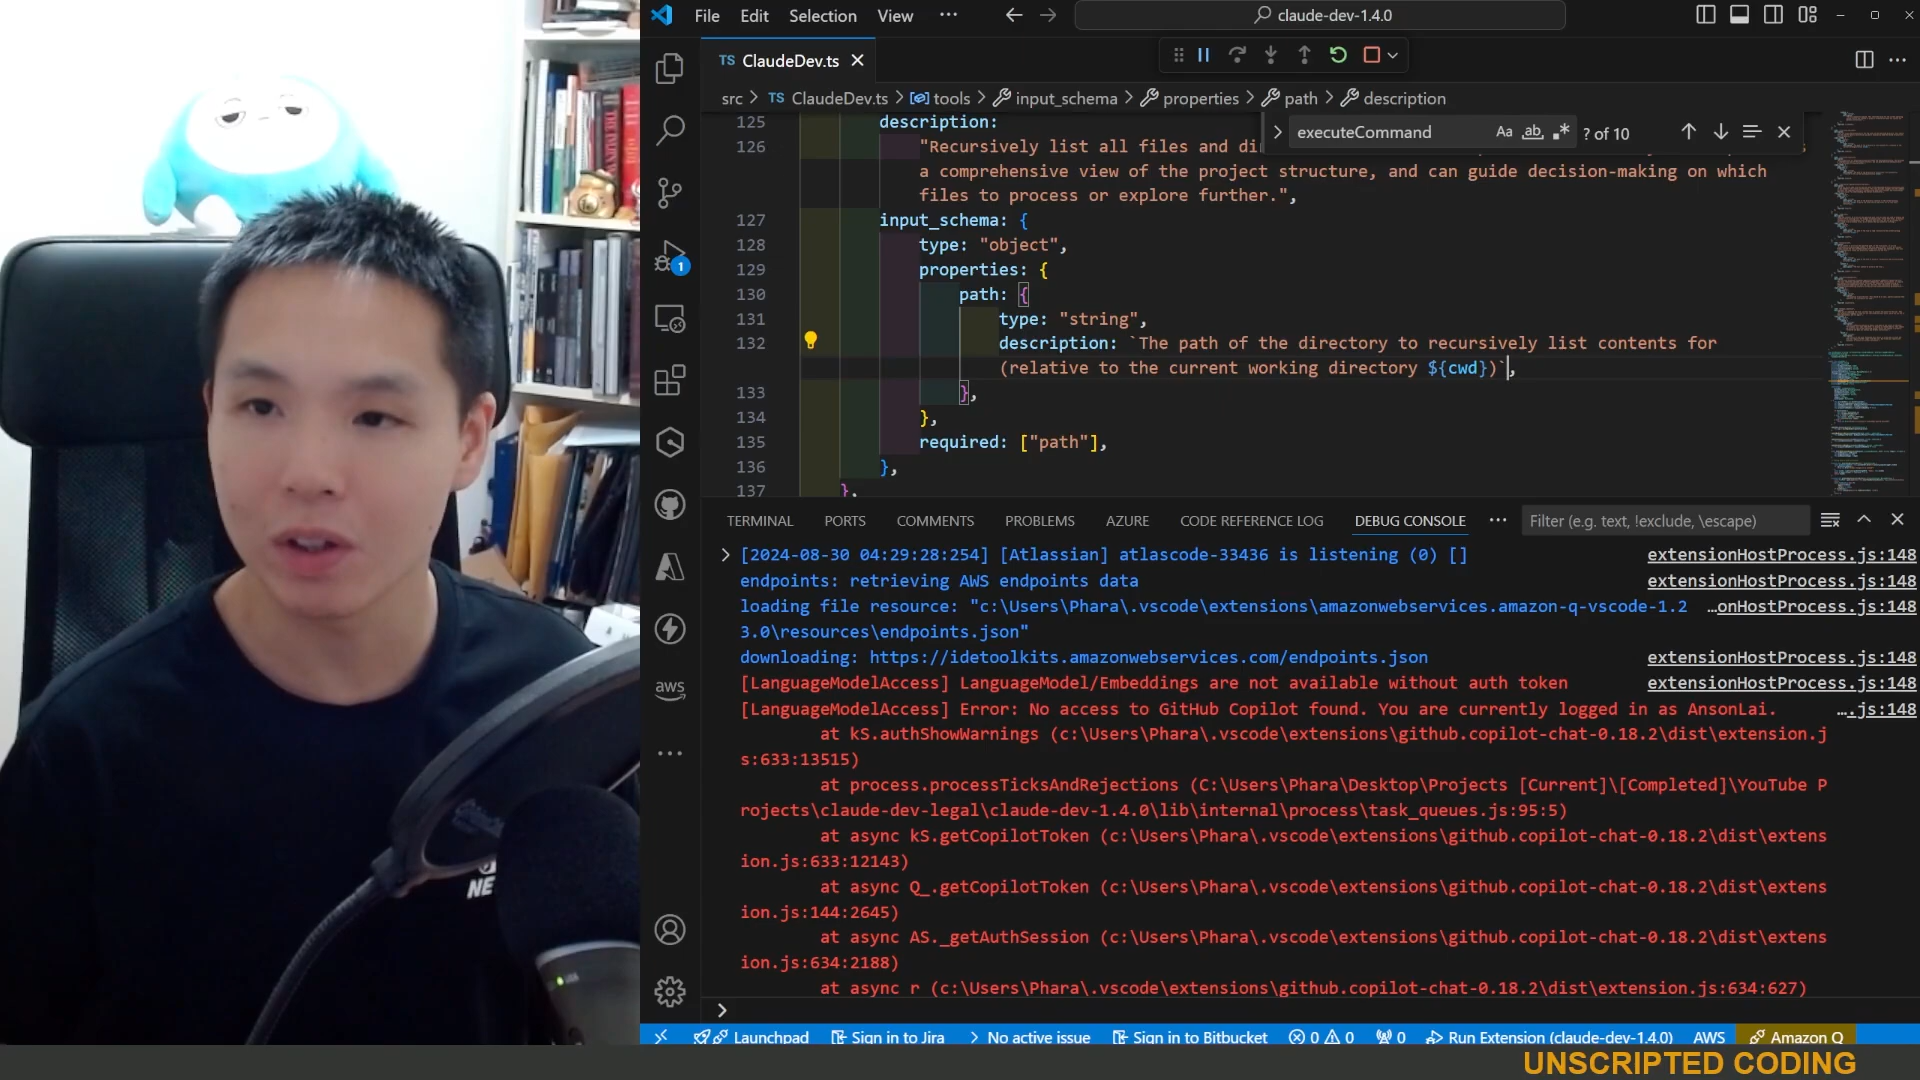 File Edit Selection View ··· claude-dev-1.4.0
TS ClaudeDev.ts
src > TS ClaudeDev.ts > tools > input_schema > properties > path > description
executeCommand Aa ab ? of 10
125 description:
126 "Recursively list all files and di
a comprehensive view of the project structure, and can guide decision-making on which
files to process or explore further.",
127 input_schema: {
128 type: "object",
129 properties: {
130 path: {
131 type: "string",
132 description: `The path of the directory to recursively list contents for
(relative to the current working directory ${cwd})`,
133 },
134 },
135 required: ["path"],
136 },
137 },
1
aws
TERMINAL PORTS COMMENTS PROBLEMS AZURE CODE REFERENCE LOG DEBUG CONSOLE ··· Filter (e.g. text, !exclude, \escape)
[2024-08-30 04:29:28:254] [Atlassian] atlascode-33436 is listening (0) [] extensionHostProcess.js:148
endpoints: retrieving AWS endpoints data extensionHostProcess.js:148
loading file resource: "c:\Users\Phara\.vscode\extensions\amazonwebservices.amazon-q-vscode-1.2 …onHostProcess.js:148
3.0\resources\endpoints.json"
downloading: https://idetoolkits.amazonwebservices.com/endpoints.json extensionHostProcess.js:148
[LanguageModelAccess] LanguageModel/Embeddings are not available without auth token extensionHostProcess.js:148
[LanguageModelAccess] Error: No access to GitHub Copilot found. You are currently logged in as AnsonLai. ….js:148
at kS.authShowWarnings (c:\Users\Phara\.vscode\extensions\github.copilot-chat-0.18.2\dist\extension.j
s:633:13515)
at process.processTicksAndRejections (C:\Users\Phara\Desktop\Projects [Current]\[Completed]\YouTube P
rojects\claude-dev-legal\claude-dev-1.4.0\lib\internal\process\task_queues.js:95:5)
at async kS.getCopilotToken (c:\Users\Phara\.vscode\extensions\github.copilot-chat-0.18.2\dist\extens
ion.js:633:12143)
at async Q_.getCopilotToken (c:\Users\Phara\.vscode\extensions\github.copilot-chat-0.18.2\dist\extens
ion.js:144:2645)
at async AS._getAuthSession (c:\Users\Phara\.vscode\extensions\github.copilot-chat-0.18.2\dist\extens
ion.js:634:2188)
at async r (c:\Users\Phara\.vscode\extensions\github.copilot-chat-0.18.2\dist\extension.js:634:627)
Launchpad Sign in to Jira > No active issue Sign in to Bitbucket 0 0 0 Run Extension (claude-dev-1.4.0) AWS Amazon Q
UNSCRIPTED CODING
NE